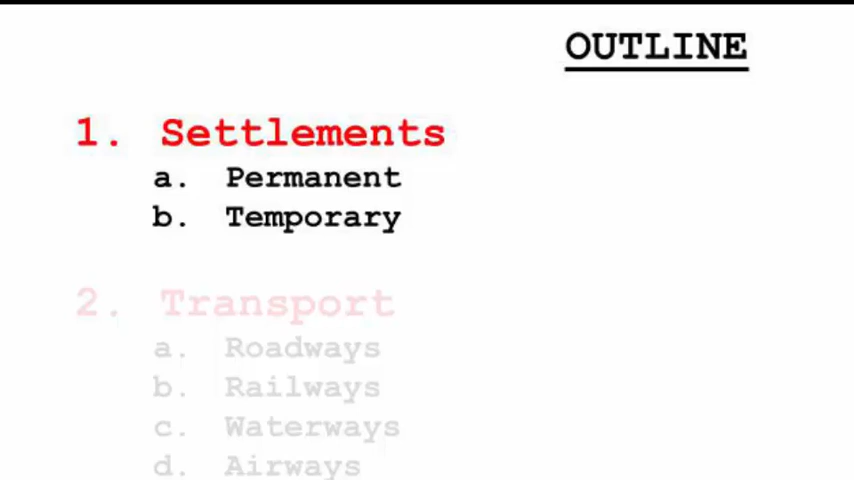 OUTLINE
1. Settlements
a. Permanent
b. Temporary
2. Transport
a. Roadways
b. Railways
c. Waterways
d. Airways